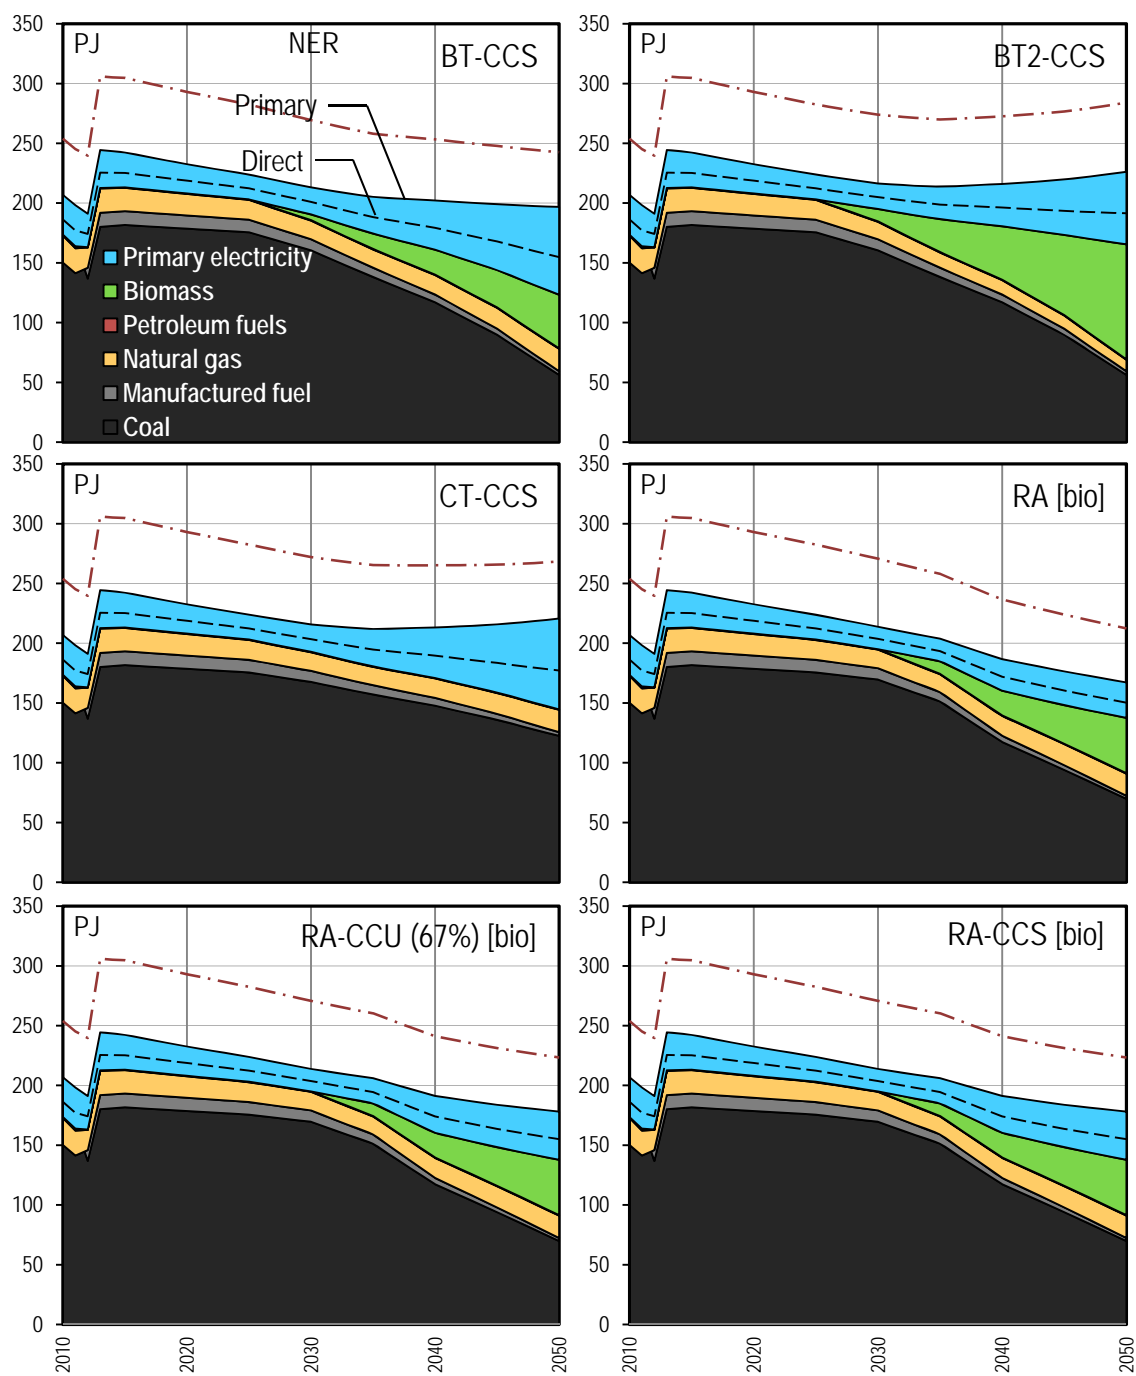 350
300
250
200
150
100
50
0
PJ
NER
BT-CCS
Primary
Direct
Primary electricity
Biomass
Petroleum fuels
Natural gas
Manufactured fuel
Coal
350
300
250
200
150
100
50
0
PJ
BT2-CCS
350
300
250
200
150
100
50
0
PJ
CT-CCS
350
300
250
200
150
100
50
0
PJ
RA [bio]
350
300
250
200
150
100
50
0
PJ
RA-CCU (67%) [bio]
2010
2020
2030
2040
2050
350
300
250
200
150
100
50
0
PJ
RA-CCS [bio]
2010
2020
2030
2040
2050